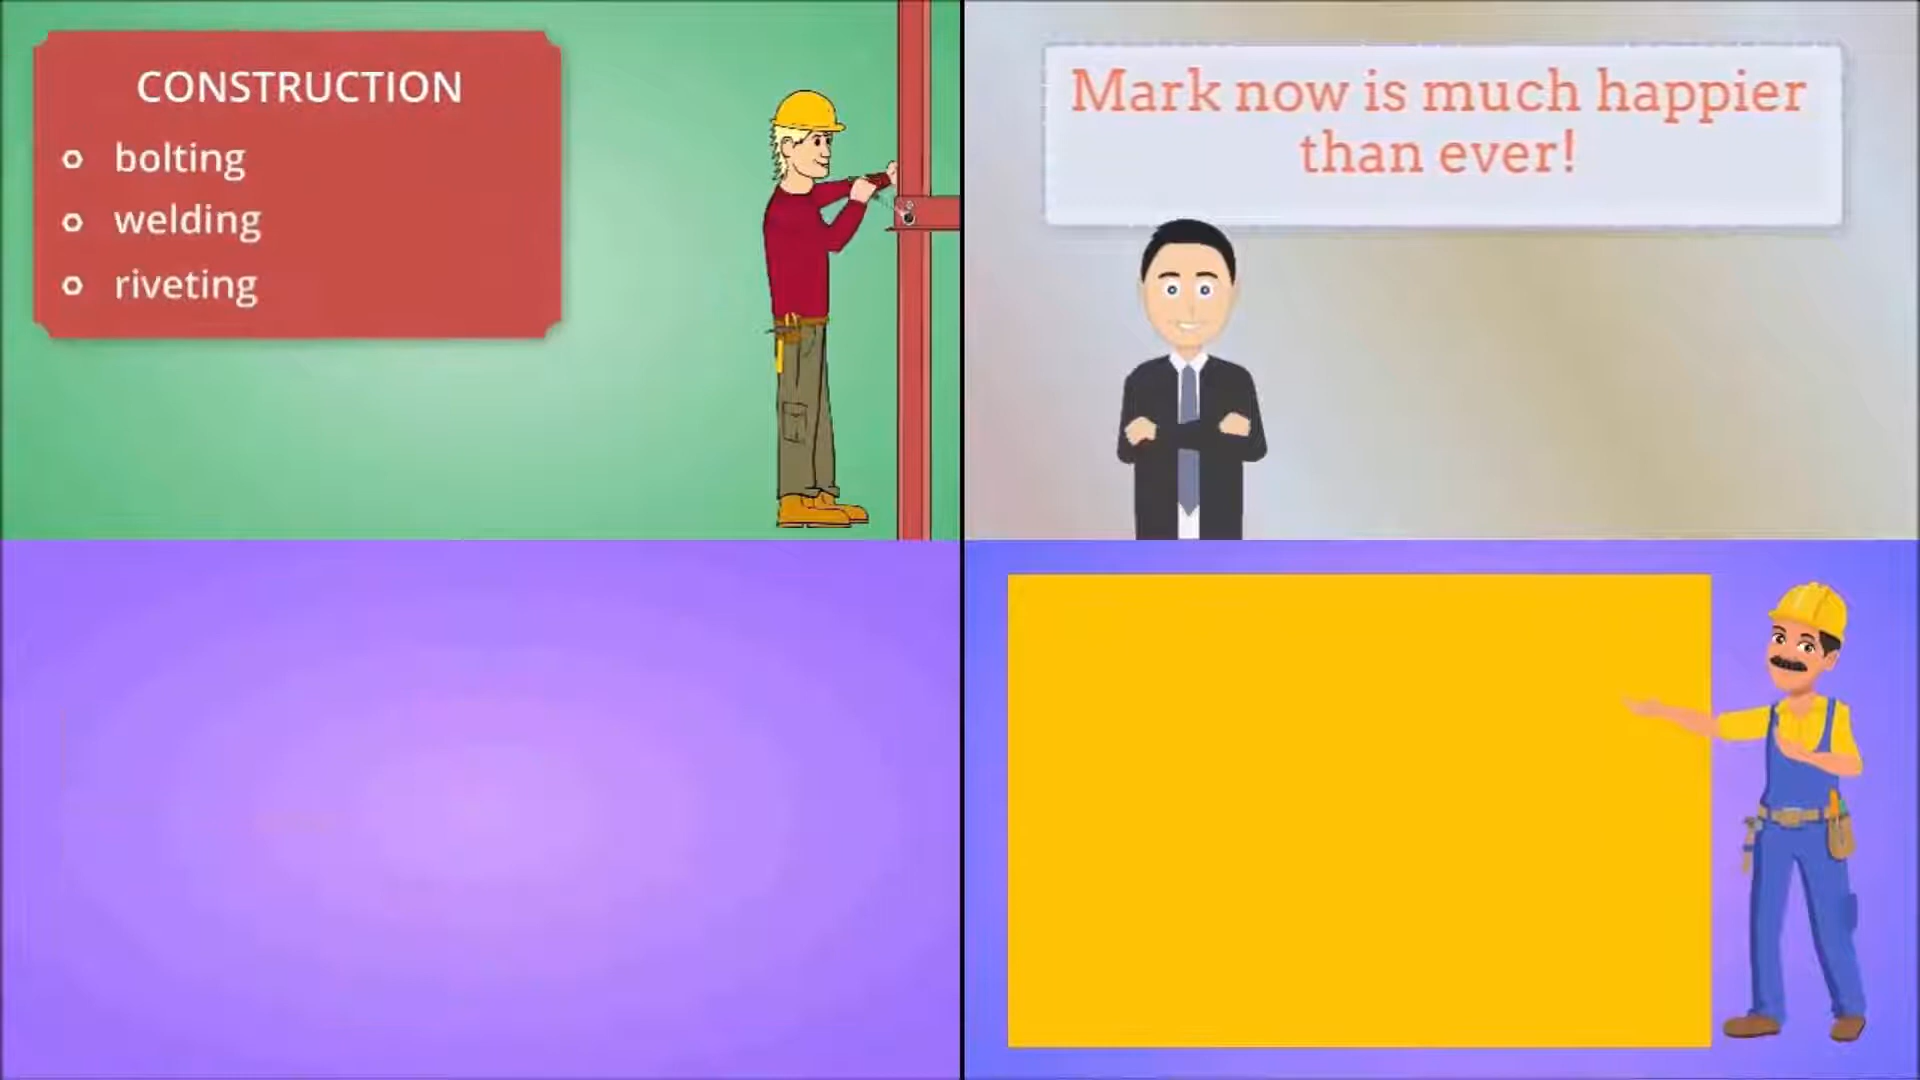 CONSTRUCTION
bolting
welding
riveting
Mark now is much happier
than ever!